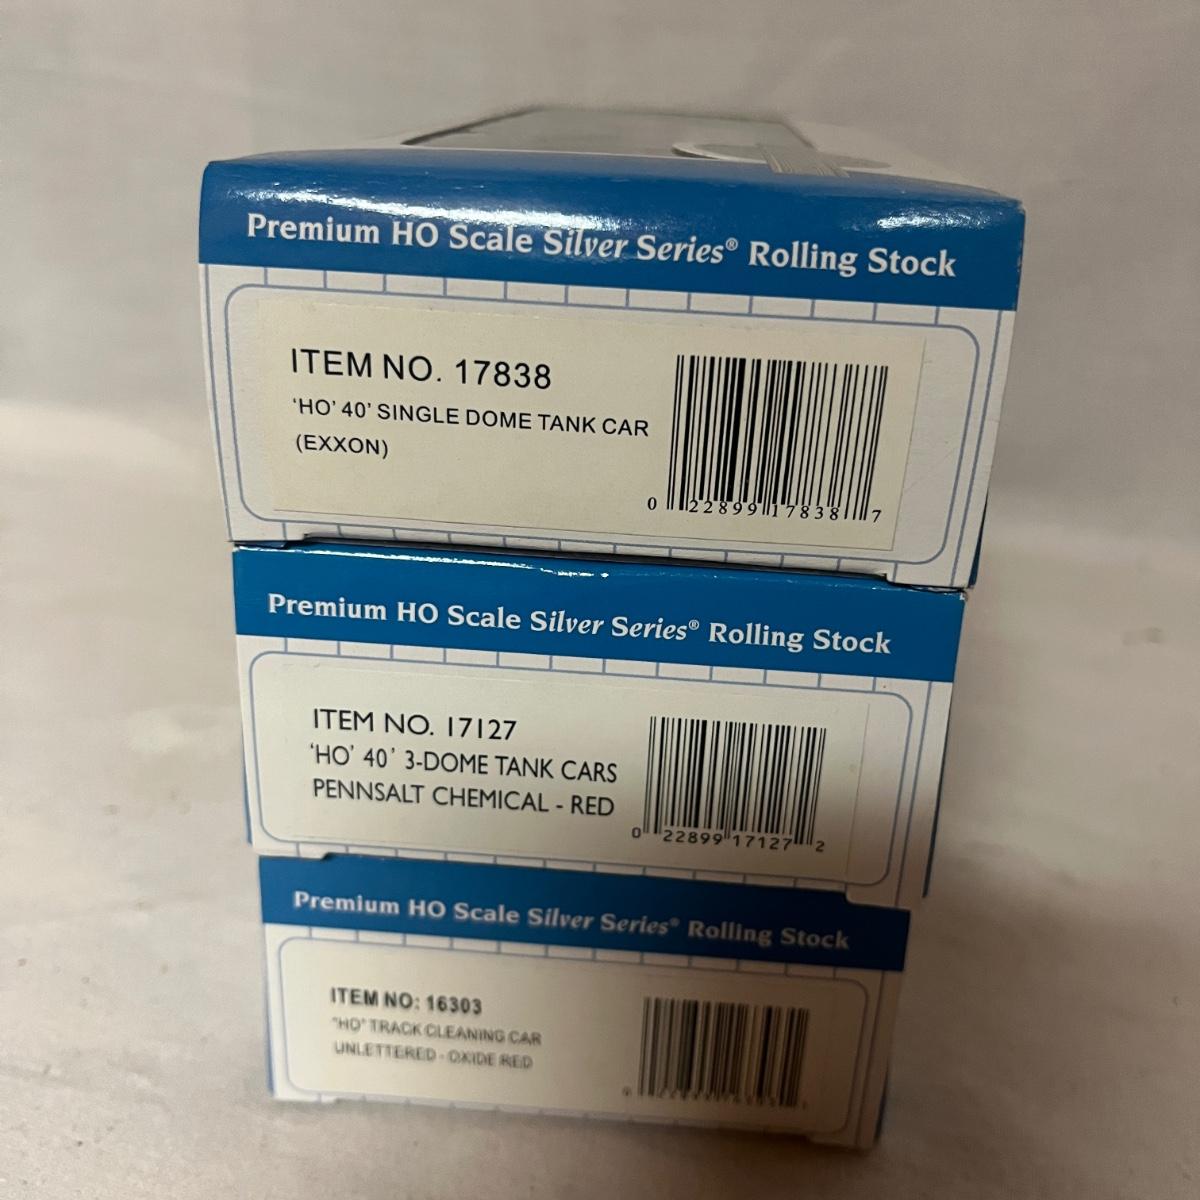 Premium HO Scale Silver Series® Rolling Stock
ITEM NO. 17838
'HO' 40' SINGLE DOME TANK CAR
(EXXON)
0 22899 17838 7
Premium HO Scale Silver Series® Rolling Stock
ITEM NO. 17127
'HO' 40' 3-DOME TANK CARS
PENNSALT CHEMICAL - RED
0 22899 17127 2
Premium HO Scale Silver Series® Rolling Stock
ITEM NO: 16303
"HO" TRACK CLEANING CAR
UNLETTERED - OXIDE RED